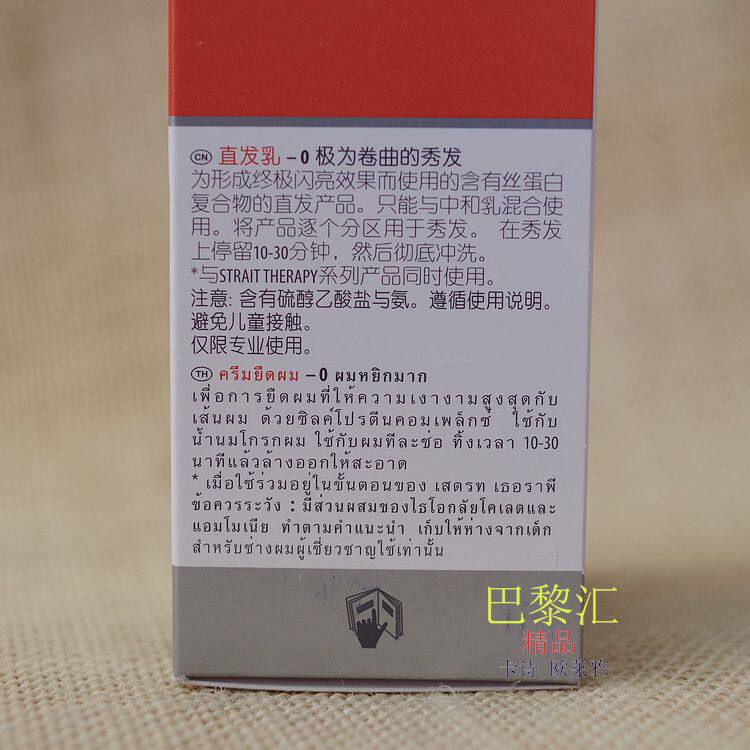 CN 直发乳 – 0 极为卷曲的秀发
为形成终极闪亮效果而使用的含有丝蛋白
复合物的直发产品。只能与中和乳混合使
用。将产品逐个分区用于秀发。 在秀发
上停留10-30分钟，然后彻底冲洗。
*与STRAIT THERAPY系列产品同时使用。
注意: 含有硫醇乙酸盐与氨。遵循使用说明。
避免儿童接触。
仅限专业使用。
TH ครีมยืดผม – 0 ผมหยิกมาก
เพื่อการยืดผมที่ให้ความเงางามสูงสุดกับ
เส้นผม ด้วยซิลค์โปรตีนคอมเพล็กซ์ ใช้กับ
น้ำนมโกรกผม ใช้กับผมทีละช่อ ทิ้งเวลา 10-30
นาทีแล้วล้างออกให้สะอาด
* เมื่อใช้ร่วมอยู่ในขั้นตอนของ เสตรท เธอราพี
ข้อควรระวัง : มีส่วนผสมของไธโอกลัยโคเลตและ
แอมโมเนีย ทำตามคำแนะนำ เก็บให้ห่างจากเด็ก
สำหรับช่างผมผู้เชี่ยวชาญใช้เท่านั้น
巴黎汇
精品
卡诗 欧莱雅